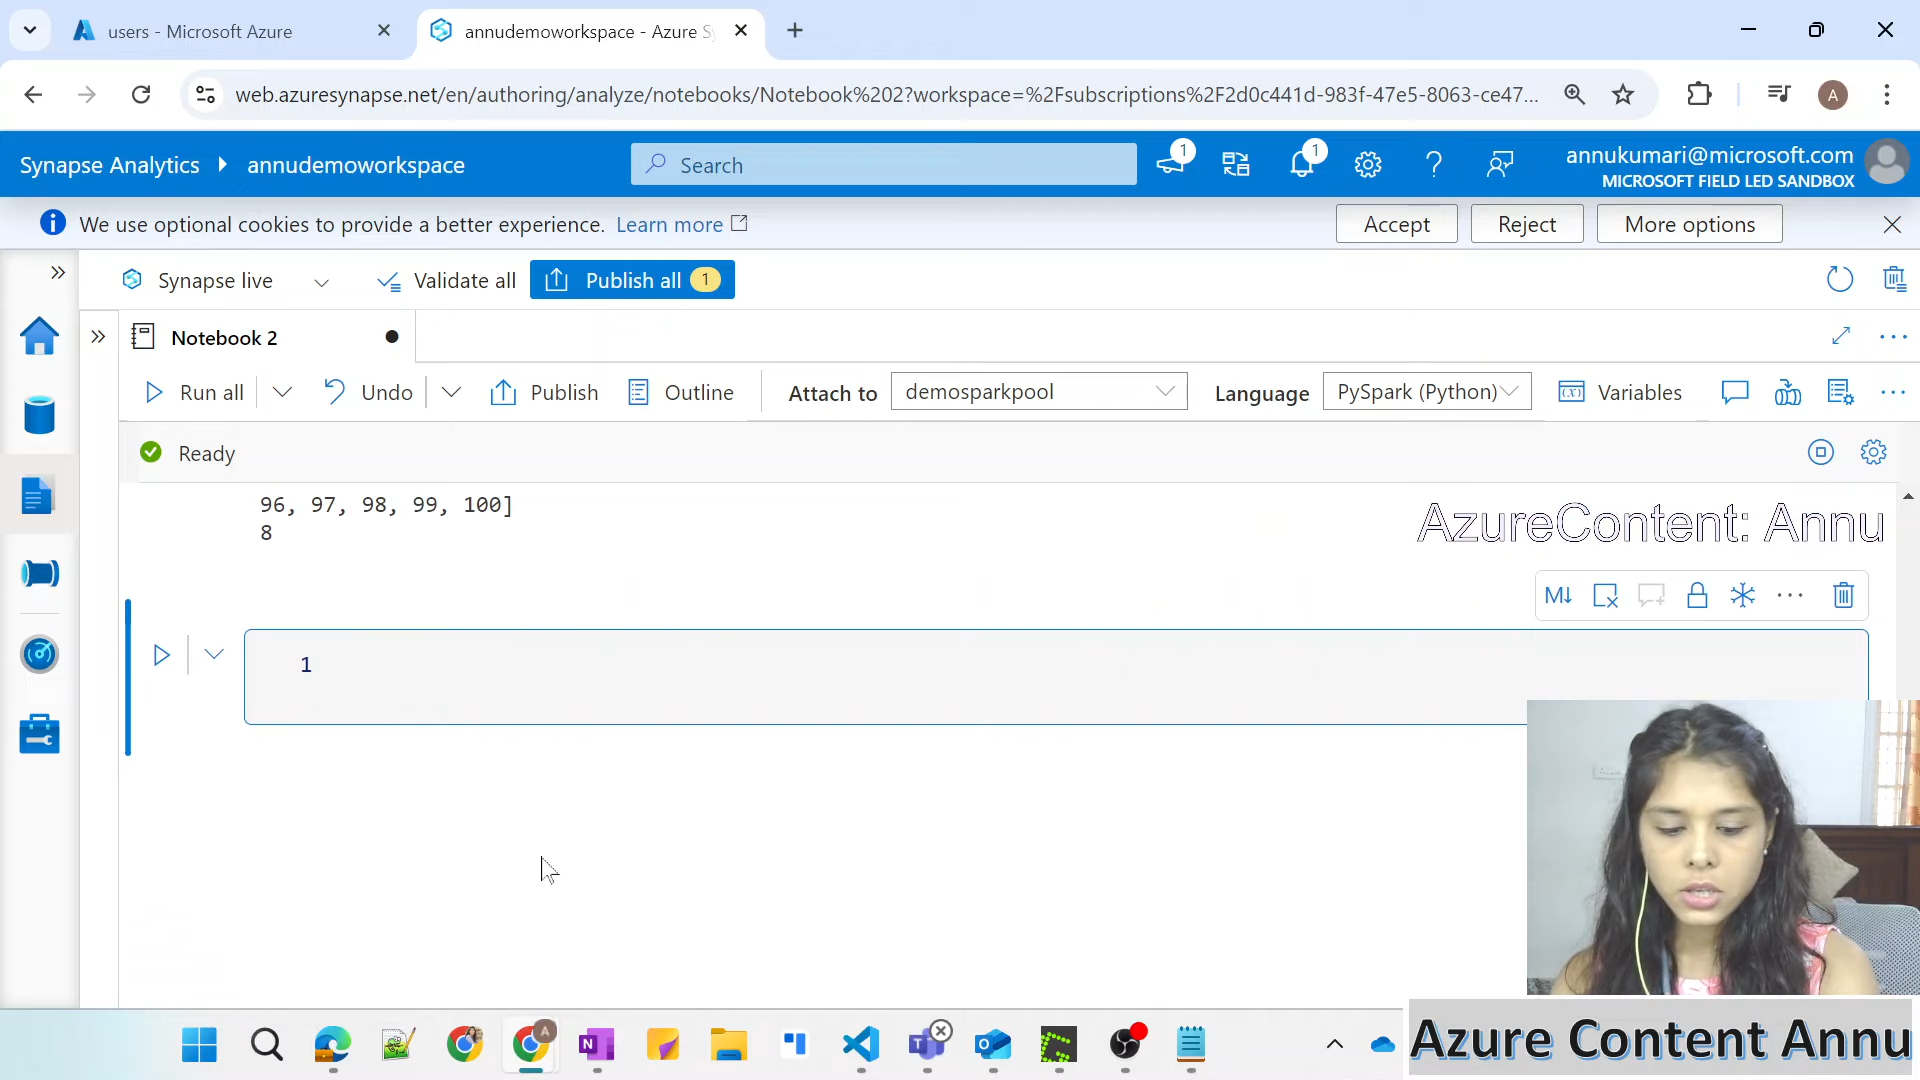 users - Microsoft Azure
annudemoworkspace - Azure S
web.azuresynapse.net/en/authoring/analyze/notebooks/Notebook%202?workspace=%2Fsubscriptions%2F2d0c441d-983f-47e5-8063-ce47...
A
Synapse Analytics
annudemoworkspace
Search
1
1
annukumari@microsoft.com
MICROSOFT FIELD LED SANDBOX
We use optional cookies to provide a better experience. Learn more
Accept
Reject
More options
Synapse live
Validate all
Publish all 1
Notebook 2
Run all
Undo
Publish
Outline
Attach to
demosparkpool
Language
PySpark (Python)
Variables
Ready
96, 97, 98, 99, 100]
8
AzureContent: Annu
1
Azure Content Annu